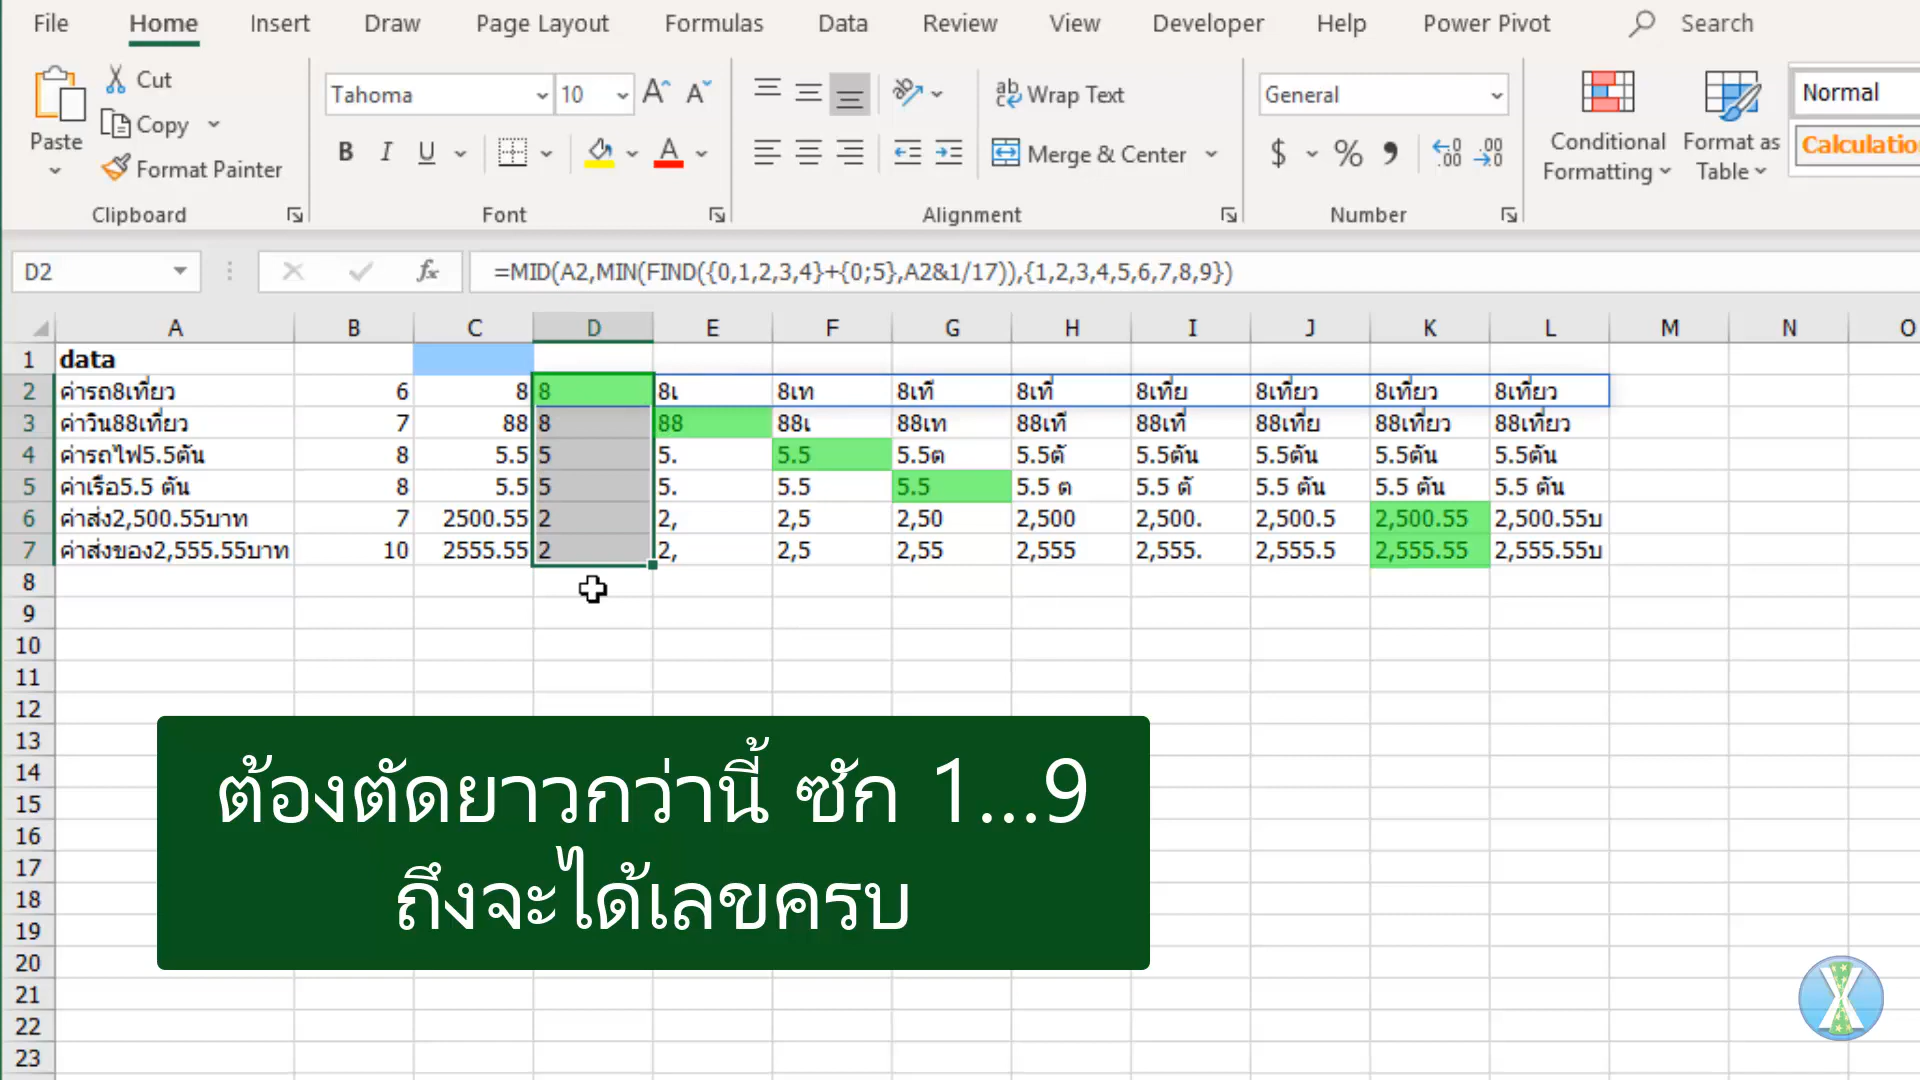 File Home Insert Draw Page Layout Formulas Data Review View Developer Help Power Pivot Search
Paste
Cut
Copy
Format Painter
Clipboard
Tahoma 10
B I U
Font
Wrap Text
Merge & Center
Alignment
General
$ % ,
Number
Conditional Formatting
Format as Table
Normal
Calculatio
D2 fx =MID(A2,MIN(FIND({0,1,2,3,4}+{0;5},A2&1/17)),{1,2,3,4,5,6,7,8,9})
A B C D E F G H I J K L M N O
1 data
2 ค่ารถ8เที่ยว 6 8 8 8เ 8เท 8เที 8เที่ 8เที่ย 8เที่ยว 8เที่ยว 8เที่ยว
3 ค่าวิน88เที่ยว 7 88 8 88 88เ 88เท 88เที 88เที่ 88เที่ย 88เที่ยว 88เที่ยว
4 ค่ารถไฟ5.5ตัน 8 5.5 5 5. 5.5 5.5ต 5.5ตั 5.5ตัน 5.5ตัน 5.5ตัน 5.5ตัน
5 ค่าเรือ5.5 ตัน 8 5.5 5 5. 5.5 5.5 5.5 ต 5.5 ตั 5.5 ตัน 5.5 ตัน 5.5 ตัน
6 ค่าส่ง2,500.55บาท 7 2500.55 2 2, 2,5 2,50 2,500 2,500. 2,500.5 2,500.55 2,500.55บ
7 ค่าส่งของ2,555.55บาท 10 2555.55 2 2, 2,5 2,55 2,555 2,555. 2,555.5 2,555.55 2,555.55บ
8
9
10
11
12
13
14
15
16
17
18
19
20
21
22
23
ต้องตัดยาวกว่านี้ ซัก 1...9
ถึงจะได้เลขครบ
X